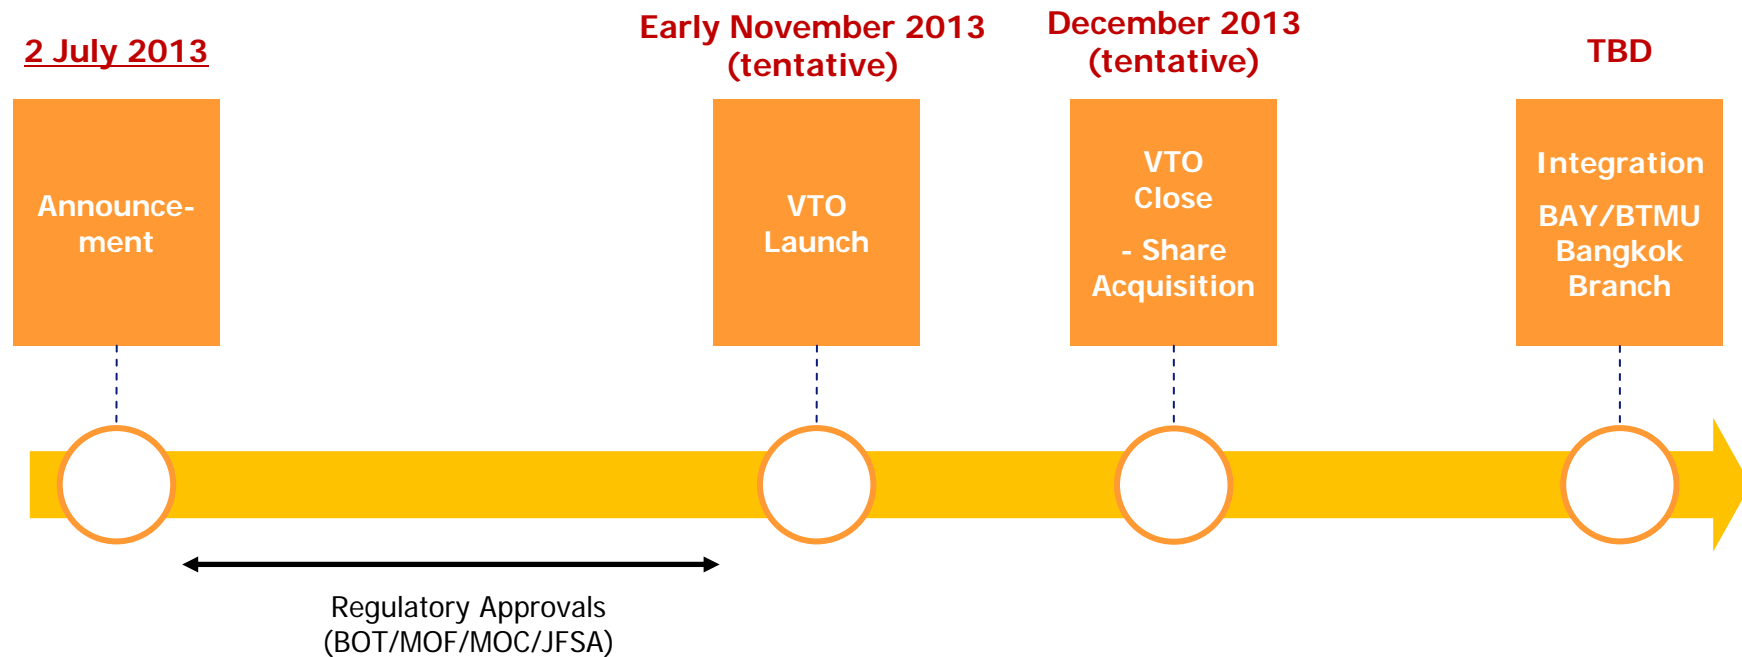 2 July 2013
Early November 2013
(tentative)
December 2013
(tentative)
TBD
Announce-
ment
VTO
Launch
VTO
Close
- Share
Acquisition
Integration
BAY/BTMU
Bangkok
Branch
Regulatory Approvals
(BOT/MOF/MOC/JFSA)